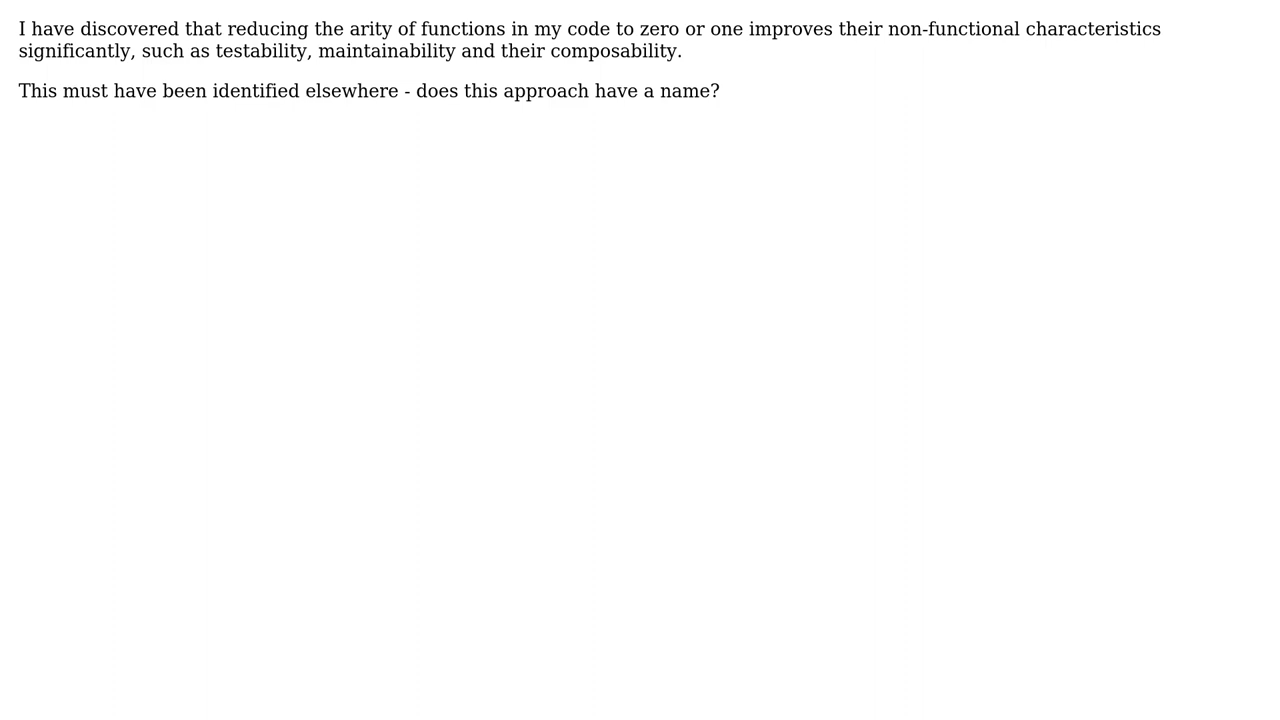 I have discovered that reducing the arity of functions in my code to zero or one improves their non-functional characteristics
significantly, such as testability, maintainability and their composability.
This must have been identified elsewhere - does this approach have a name?